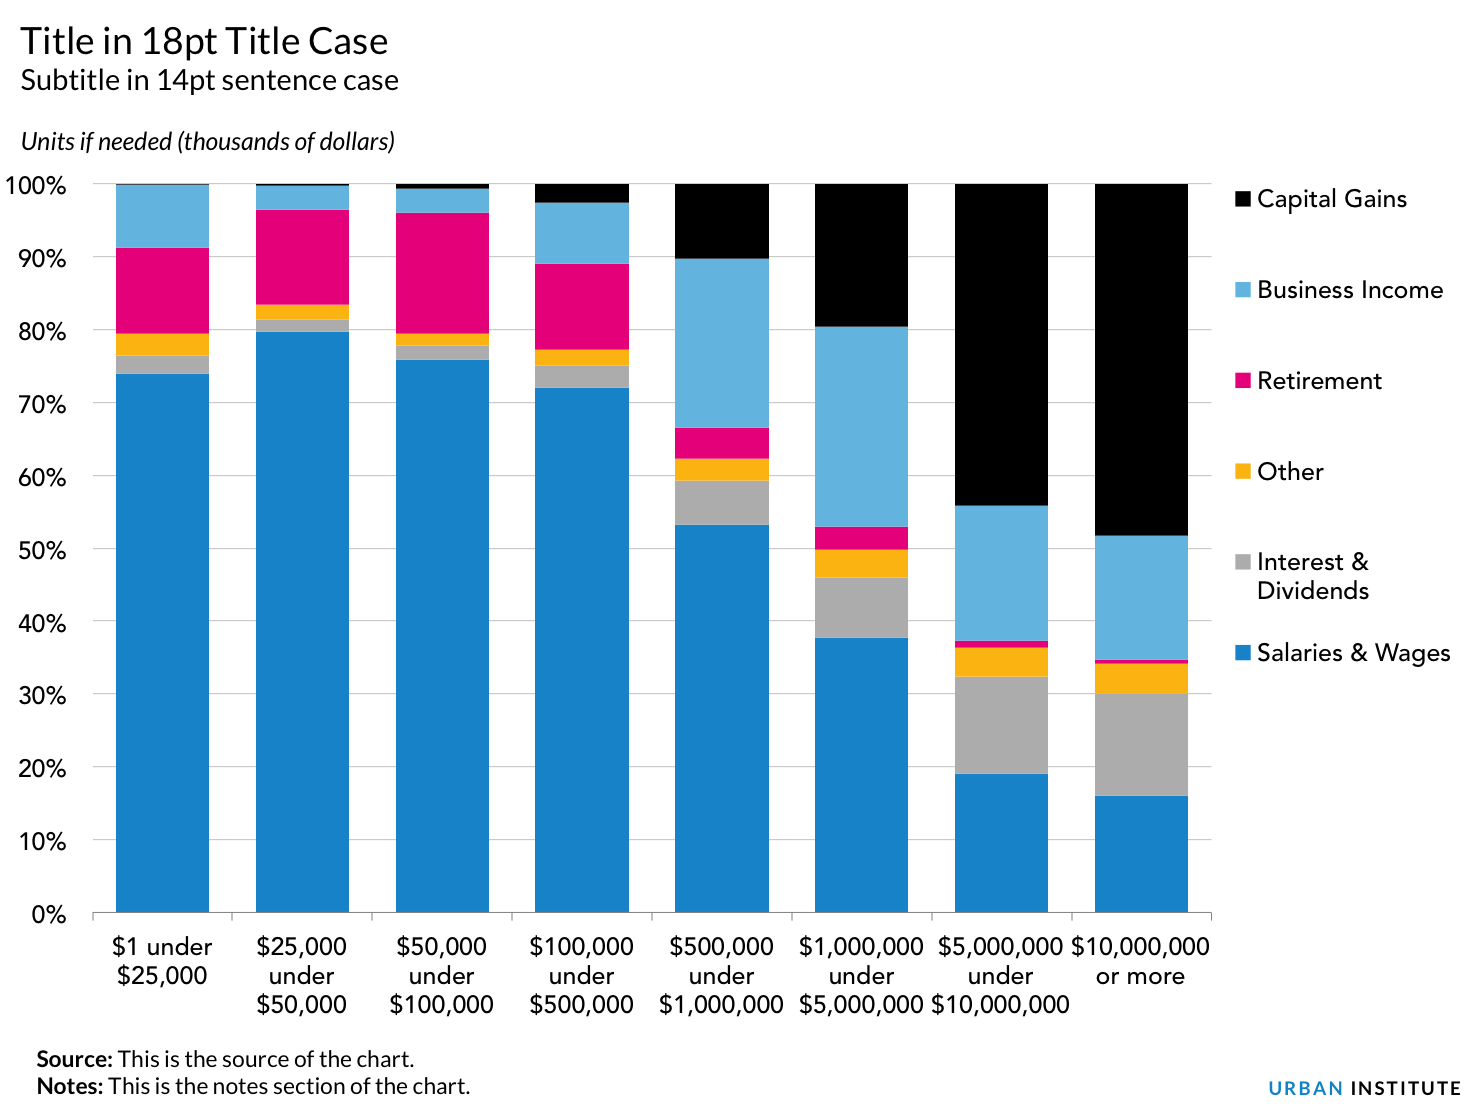 Title in 18pt Title Case
Subtitle in 14pt sentence case
Units if needed (thousands of dollars)
100%
90%
80%
70%
60%
50%
40%
30%
20%
10%
0%
Capital Gains
Business Income
Retirement
Other
Interest &
Dividends
Salaries & Wages
$1 under
$25,000
$25,000
under
$50,000
$50,000
under
$100,000
$100,000
under
$500,000
$500,000
under
$1,000,000
$1,000,000
under
$5,000,000
$5,000,000
under
$10,000,000
$10,000,000
or more
Source: This is the source of the chart.
Notes: This is the notes section of the chart.
URBAN INSTITUTE